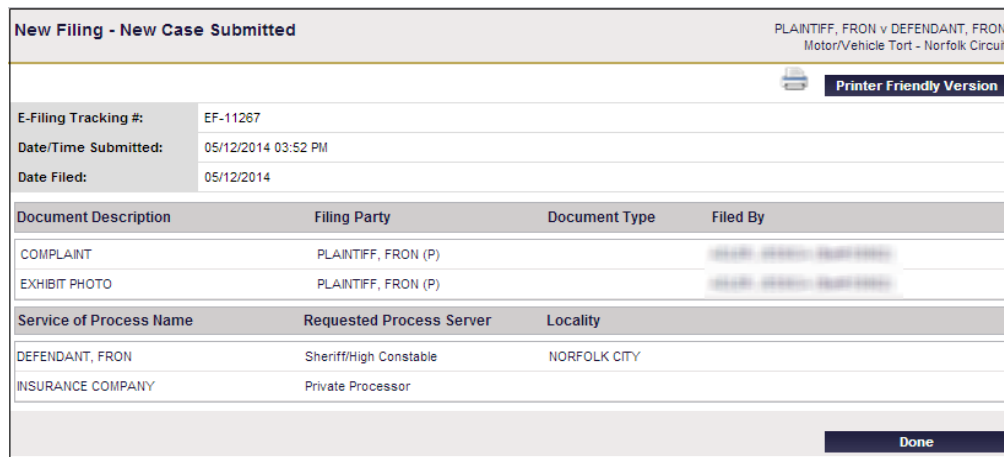 New Filing - New Case Submitted
PLAINTIFF, FRON v DEFENDANT, FRON
Motor/Vehicle Tort - Norfolk Circui
Printer Friendly Version
E-Filing Tracking #: EF-11267
Date/Time Submitted: 05/12/2014 03:52 PM
Date Filed: 05/12/2014
Document Description Filing Party Document Type Filed By
COMPLAINT PLAINTIFF, FRON (P)
EXHIBIT PHOTO PLAINTIFF, FRON (P)
Service of Process Name Requested Process Server Locality
DEFENDANT, FRON Sheriff/High Constable NORFOLK CITY
INSURANCE COMPANY Private Processor
Done